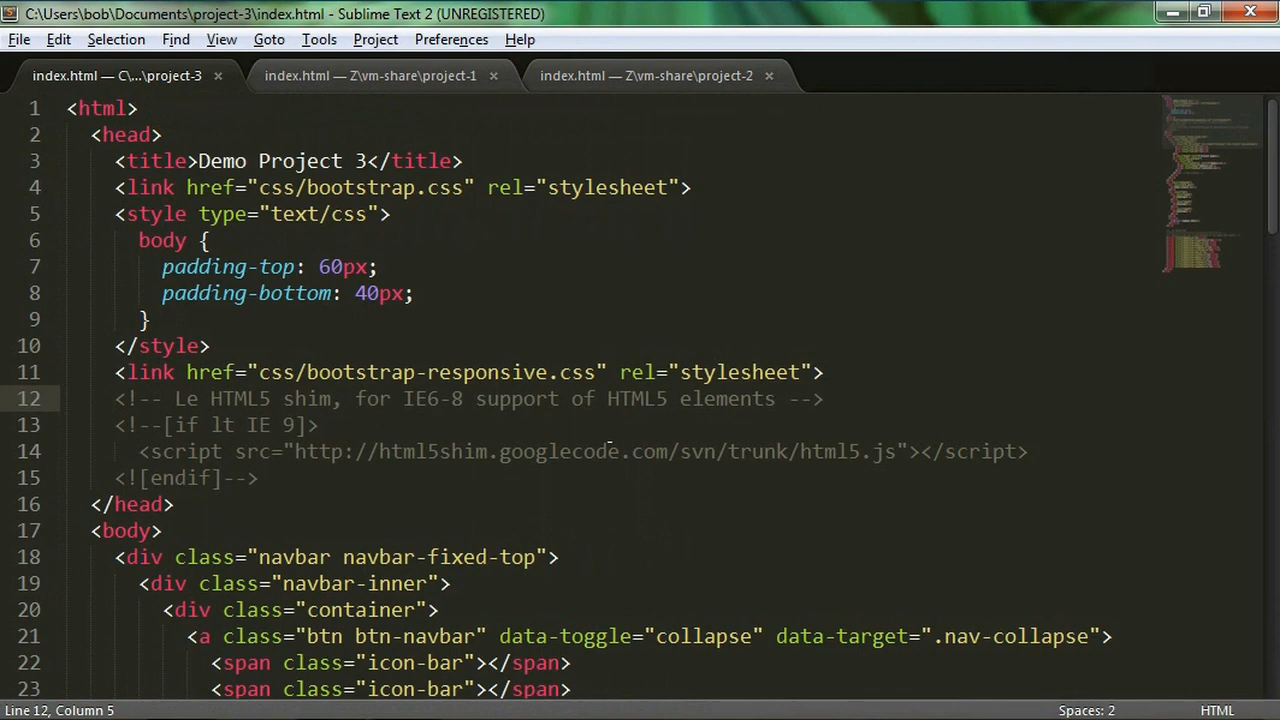 C:\Users\bob\Documents\project-3\index.html - Sublime Text 2 (UNREGISTERED)
File Edit Selection Find View Goto Tools Project Preferences Help
index.html — C\...\project-3 × index.html — Z\vm-share\project-1 × index.html — Z\vm-share\project-2 ×
1 <html>
2 <head>
3 <title>Demo Project 3</title>
4 <link href="css/bootstrap.css" rel="stylesheet">
5 <style type="text/css">
6 body {
7 padding-top: 60px;
8 padding-bottom: 40px;
9 }
10 </style>
11 <link href="css/bootstrap-responsive.css" rel="stylesheet">
12 <!-- Le HTML5 shim, for IE6-8 support of HTML5 elements -->
13 <!--[if lt IE 9]>
14 <script src="http://html5shim.googlecode.com/svn/trunk/html5.js"></script>
15 <![endif]-->
16 </head>
17 <body>
18 <div class="navbar navbar-fixed-top">
19 <div class="navbar-inner">
20 <div class="container">
21 <a class="btn btn-navbar" data-toggle="collapse" data-target=".nav-collapse">
22 <span class="icon-bar"></span>
23 <span class="icon-bar"></span>
Line 12, Column 5 Spaces: 2 HTML